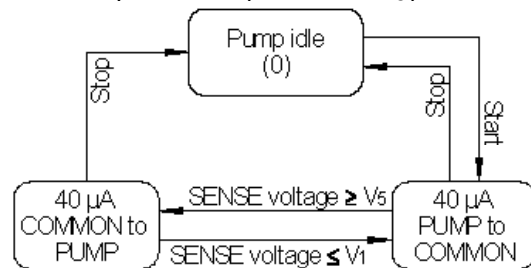 Pump idle
(0)
Stop
Stop
Start
40 µA
COMMON to
PUMP
SENSE voltage ≥ V5
SENSE voltage ≤ V1
40 µA
PUMP to
COMMON